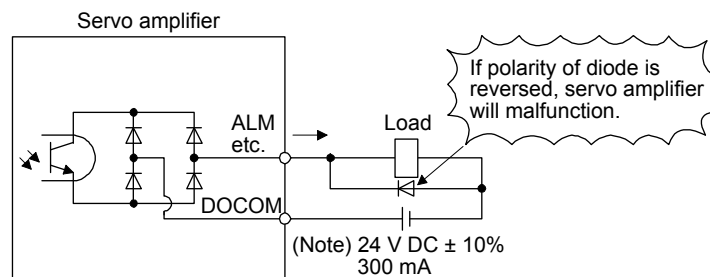 Servo amplifier
If polarity of diode is
reversed, servo amplifier
will malfunction.
ALM
etc.
Load
DOCOM
(Note) 24 V DC ± 10%
300 mA